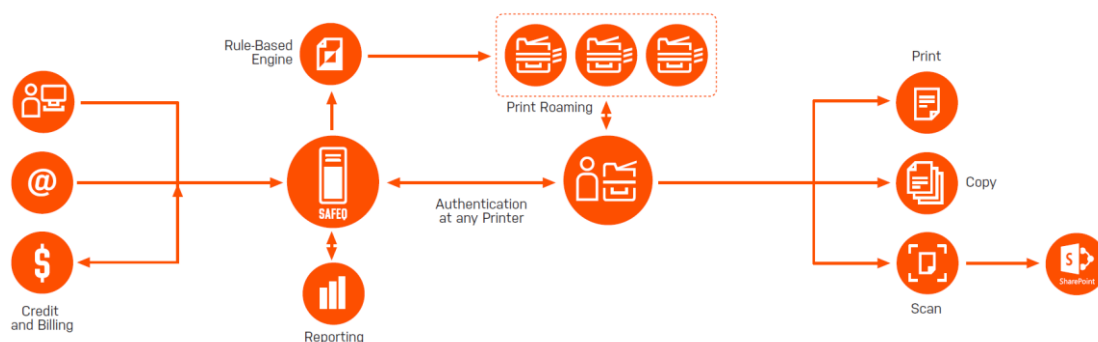 Rule-Based
Engine
Print Roaming
Print
@
SAFEQ
Authentication
at any Printer
Copy
$
Credit
and Billing
Reporting
Scan
S
SharePoint